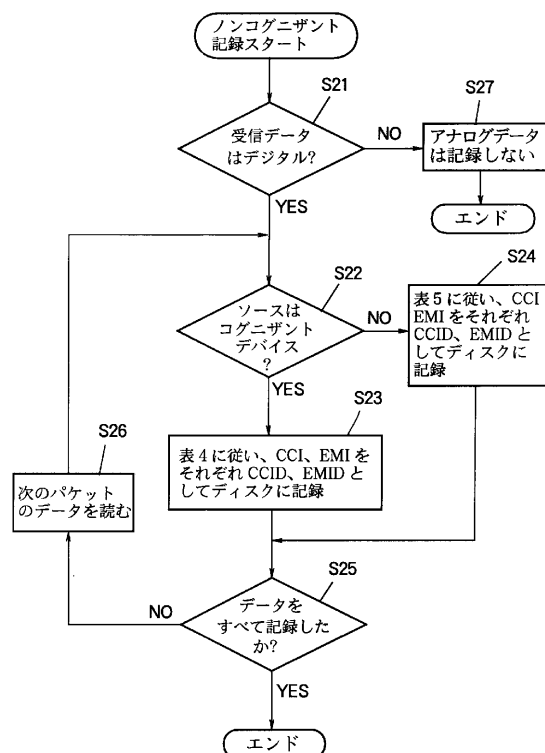 ノンコグニザント
記録スタート
S21
受信データ
はデジタル?
NO
YES
S27
アナログデータ
は記録しない
エンド
S22
ソースは
コグニザント
デバイス
?
NO
YES
S24
表5に従い、CCI
EMIをそれぞれ
CCID、EMIDと
してディスクに
記録
S23
表4に従い、CCI、EMIを
それぞれCCID、EMIDと
してディスクに記録
S26
次のパケット
のデータを読む
S25
データを
すべて記録した
か?
NO
YES
エンド